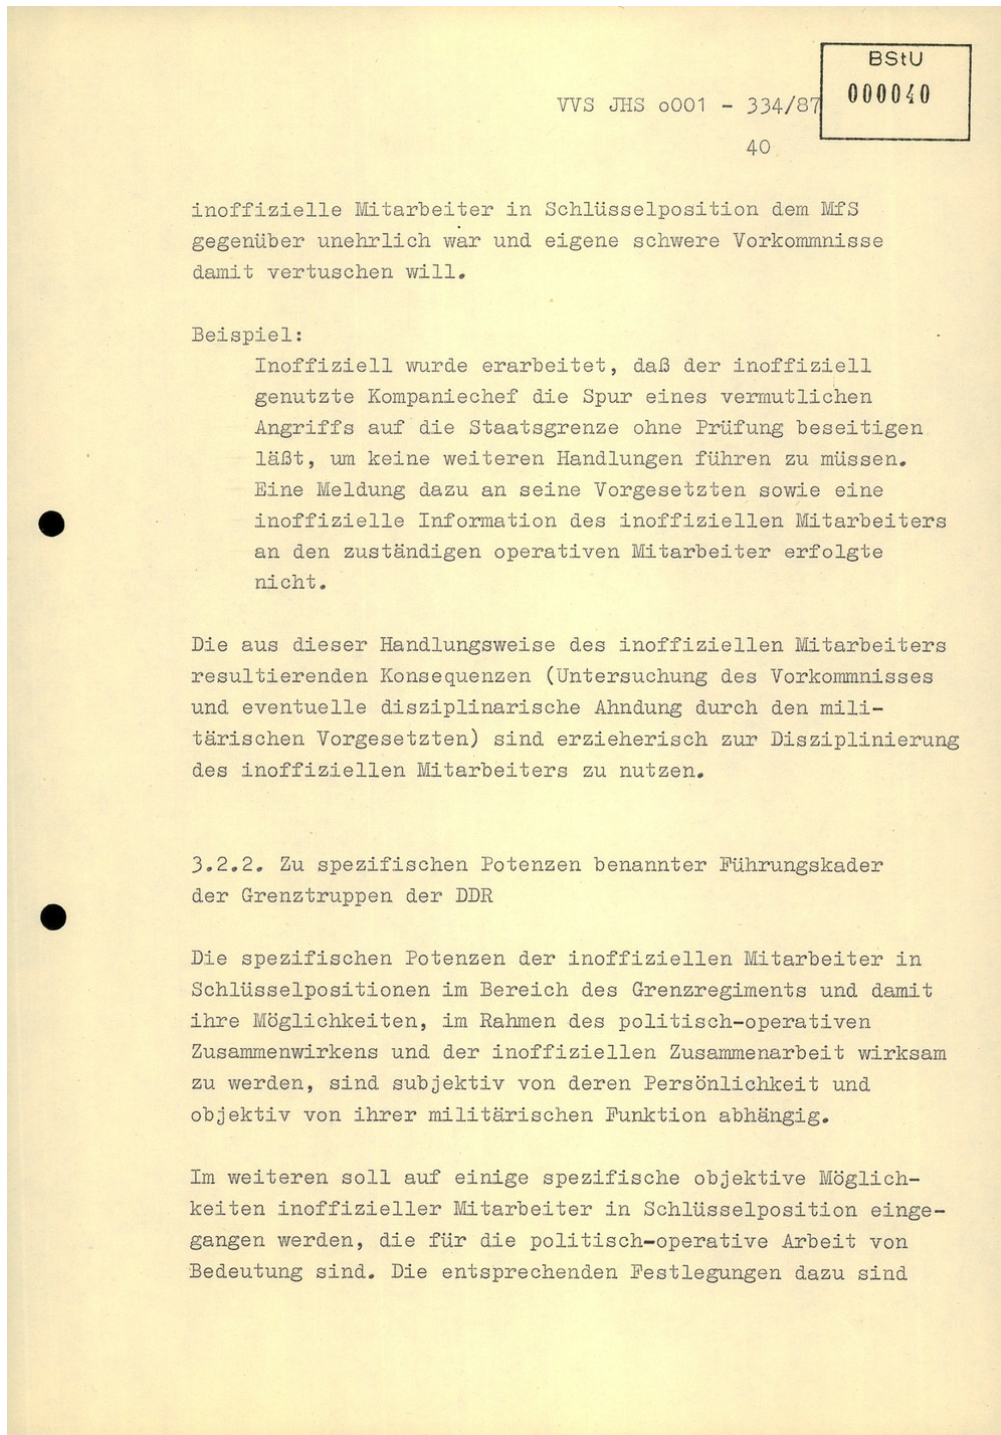 BStU
000040
VVS JHS o001 - 334/87
40
inoffizielle Mitarbeiter in Schlüsselposition dem MfS
gegenüber unehrlich war und eigene schwere Vorkommnisse
damit vertuschen will.
Beispiel:
Inoffiziell wurde erarbeitet, daß der inoffiziell
genutzte Kompaniechef die Spur eines vermutlichen
Angriffs auf die Staatsgrenze ohne Prüfung beseitigen
läßt, um keine weiteren Handlungen führen zu müssen.
Eine Meldung dazu an seine Vorgesetzten sowie eine
inoffizielle Information des inoffiziellen Mitarbeiters
an den zuständigen operativen Mitarbeiter erfolgte
nicht.
Die aus dieser Handlungsweise des inoffiziellen Mitarbeiters
resultierenden Konsequenzen (Untersuchung des Vorkommnisses
und eventuelle disziplinarische Ahndung durch den mili-
tärischen Vorgesetzten) sind erzieherisch zur Disziplinierung
des inoffiziellen Mitarbeiters zu nutzen.
3.2.2. Zu spezifischen Potenzen benannter Führungskader
der Grenztruppen der DDR
Die spezifischen Potenzen der inoffiziellen Mitarbeiter in
Schlüsselpositionen im Bereich des Grenzregiments und damit
ihre Möglichkeiten, im Rahmen des politisch-operativen
Zusammenwirkens und der inoffiziellen Zusammenarbeit wirksam
zu werden, sind subjektiv von deren Persönlichkeit und
objektiv von ihrer militärischen Funktion abhängig.
Im weiteren soll auf einige spezifische objektive Möglich-
keiten inoffizieller Mitarbeiter in Schlüsselposition einge-
gangen werden, die für die politisch-operative Arbeit von
Bedeutung sind. Die entsprechenden Festlegungen dazu sind